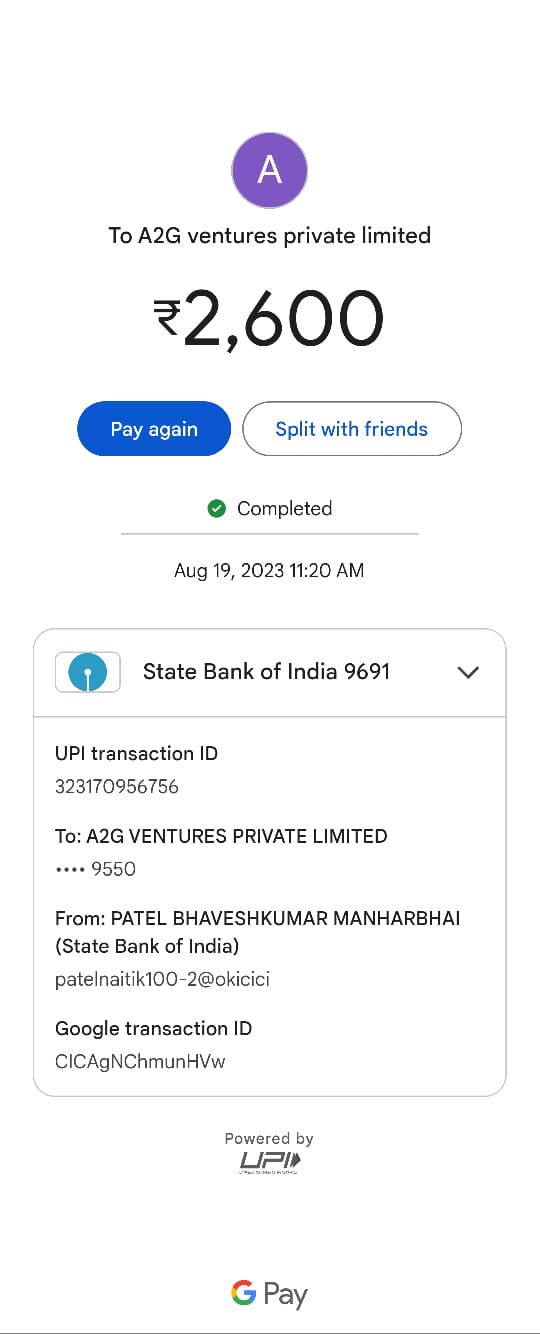 A
To A2G ventures private limited
₹2,600
Pay again
Split with friends
Completed
Aug 19, 2023 11:20 AM
State Bank of India 9691
UPI transaction ID
323170956756
To: A2G VENTURES PRIVATE LIMITED
•••• 9550
From: PATEL BHAVESHKUMAR MANHARBHAI
(State Bank of India)
patelnaitik100-2@okicici
Google transaction ID
CICAgNChmunHVw
Powered by
UPI
G Pay